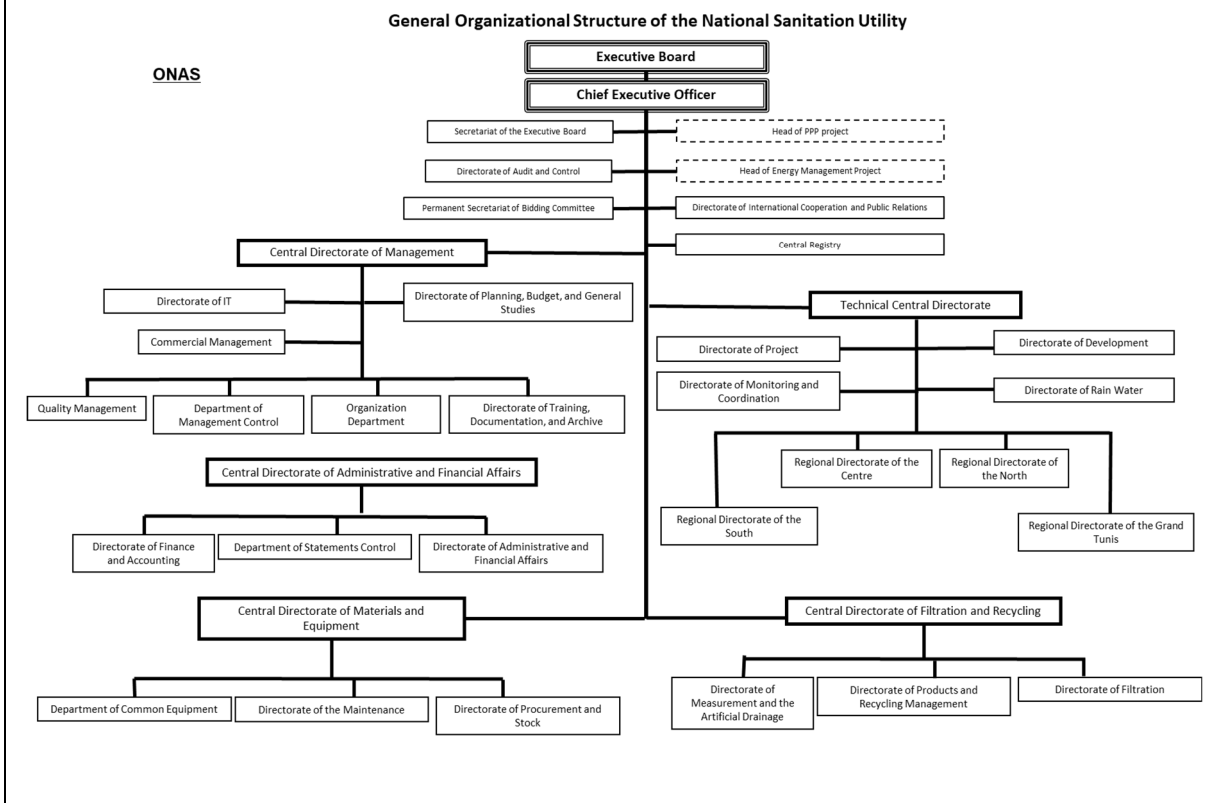 General Organizational Structure of the National Sanitation Utility
ONAS
Executive Board
Chief Executive Officer
Secretariat of the Executive Board
Head of PPP project
Directorate of Audit and Control
Head of Energy Management Project
Permanent Secretariat of Bidding Committee
Directorate of International Cooperation and Public Relations
Central Registry
Central Directorate of Management
Directorate of IT
Directorate of Planning, Budget, and General
Studies
Commercial Management
Quality Management
Department of
Management Control
Organization
Department
Directorate of Training,
Documentation, and Archive
Technical Central Directorate
Directorate of Project
Directorate of Development
Directorate of Monitoring and
Coordination
Directorate of Rain Water
Regional Directorate of the
South
Regional Directorate of the
Centre
Regional Directorate of
the North
Regional Directorate of the Grand
Tunis
Central Directorate of Administrative and Financial Affairs
Directorate of Finance
and Accounting
Department of Statements Control
Directorate of Administrative and
Financial Affairs
Central Directorate of Materials and
Equipment
Department of Common Equipment
Directorate of the Maintenance
Directorate of Procurement and
Stock
Central Directorate of Filtration and Recycling
Directorate of
Measurement and the
Artificial Drainage
Directorate of Products and
Recycling Management
Directorate of Filtration